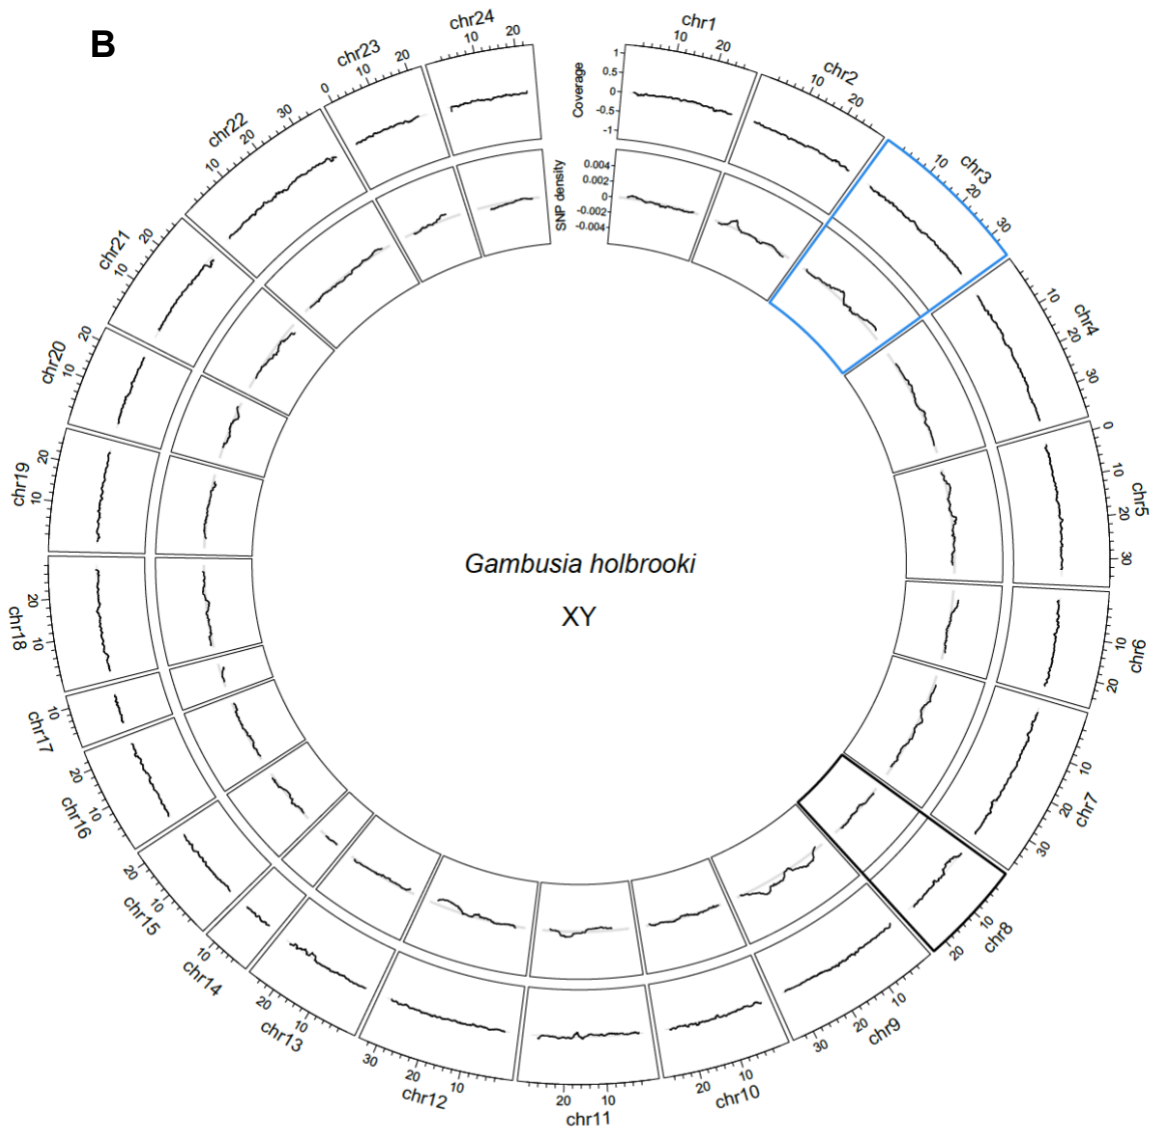 B
chr1
10 20
chr2
10 20
chr3
10 20 30
chr4
10 20 30
chr5
0 10 20 30
chr6
10 20
chr7
10 20 30
chr8
10 20
chr9
10 20 30
chr10
10 20
chr11
10 20
chr12
10 20 30
chr13
10 20
chr14
10
chr15
10 20
chr16
10 20
chr17
10
chr18
10 20
chr19
10 20
chr20
10 20
chr21
10 20
chr22
10 20 30
chr23
0 10 20
chr24
10 20
Coverage
1
0.5
0
-0.5
-1
SNP density
0.004
0.002
0
-0.002
-0.004
Gambusia holbrooki
XY